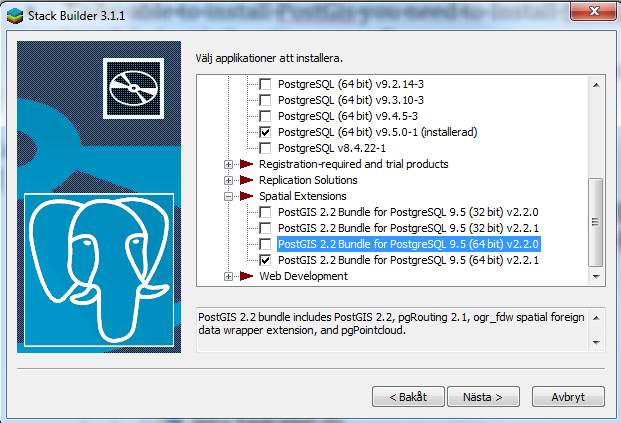 Stack Builder 3.1.1
Välj applikationer att installera.
PostgreSQL (64 bit) v9.2.14-3
PostgreSQL (64 bit) v9.3.10-3
PostgreSQL (64 bit) v9.4.5-3
PostgreSQL (64 bit) v9.5.0-1 (installerad)
PostgreSQL v8.4.22-1
Registration-required and trial products
Replication Solutions
Spatial Extensions
PostGIS 2.2 Bundle for PostgreSQL 9.5 (32 bit) v2.2.0
PostGIS 2.2 Bundle for PostgreSQL 9.5 (32 bit) v2.2.1
PostGIS 2.2 Bundle for PostgreSQL 9.5 (64 bit) v2.2.0
PostGIS 2.2 Bundle for PostgreSQL 9.5 (64 bit) v2.2.1
Web Development
PostGIS 2.2 bundle includes PostGIS 2.2, pgRouting 2.1, ogr_fdw spatial foreign
data wrapper extension, and pgPointcloud.
< Bakåt
Nästa >
Avbryt